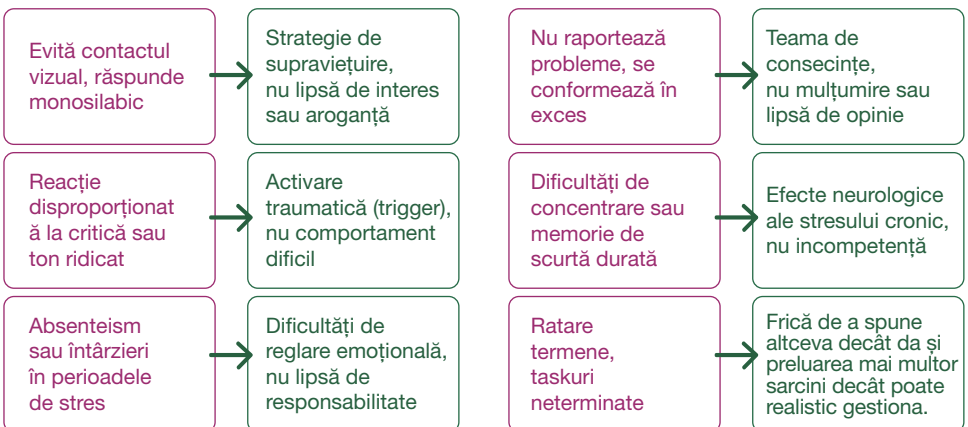 Evită contactul
vizual, răspunde
monosilabic
Strategie de
supraviețuire,
nu lipsă de interes
sau aroganță
Nu raportează
probleme, se
conformează în
exces
Teama de
consecințe,
nu mulțumire sau
lipsă de opinie
Reacție
disproporționat
ă la critică sau
ton ridicat
Activare
traumatică (trigger),
nu comportament
dificil
Dificultăți de
concentrare sau
memorie de
scurtă durată
Efecte neurologice
ale stresului cronic,
nu incompetență
Absenteism
sau întârzieri
în perioadele
de stres
Dificultăți de
reglare emoțională,
nu lipsă de
responsabilitate
Ratare
termene,
taskuri
neterminate
Frică de a spune
altceva decât da și
preluarea mai multor
sarcini decât poate
realistic gestiona.